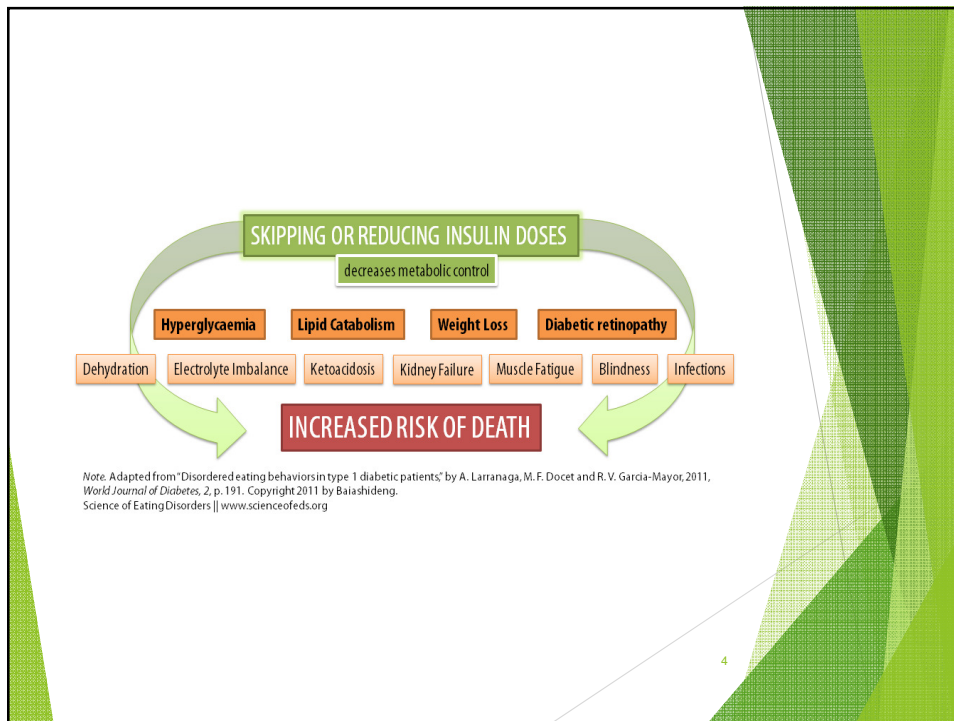 SKIPPING OR REDUCING INSULIN DOSES
decreases metabolic control
Hyperglycaemia Lipid Catabolism Weight Loss Diabetic retinopathy
Dehydration Electrolyte Imbalance Ketoacidosis Kidney Failure Muscle Fatigue Blindness Infections
INCREASED RISK OF DEATH
Note. Adapted from "Disordered eating behaviors in type 1 diabetic patients," by A. Larranaga, M. F. Docet and R. V. Garcia-Mayor, 2011,
World Journal of Diabetes, 2, p. 191. Copyright 2011 by Baiashideng.
Science of Eating Disorders || www.scienceofeds.org
4